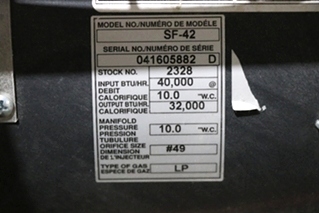 MODEL NO./NUMÉRO DE MODÈLE
SF-42
SERIAL NO./NUMÉRO DE SÉRIE
041605882 D
STOCK NO. 2328
INPUT BTU/HR. 40,000 @
DEBIT
CALORIFIQUE 10.0 "W.C.
OUTPUT BTU/HR. 32,000
CALORIFIQUE
MANIFOLD
PRESSURE 10.0 "W.C.
PRESSION
TUBULURE
ORIFICE SIZE #49
DIMENSION
DE L'INJECTEUR
TYPE OF GAS LP
ESPECE DE GAZ